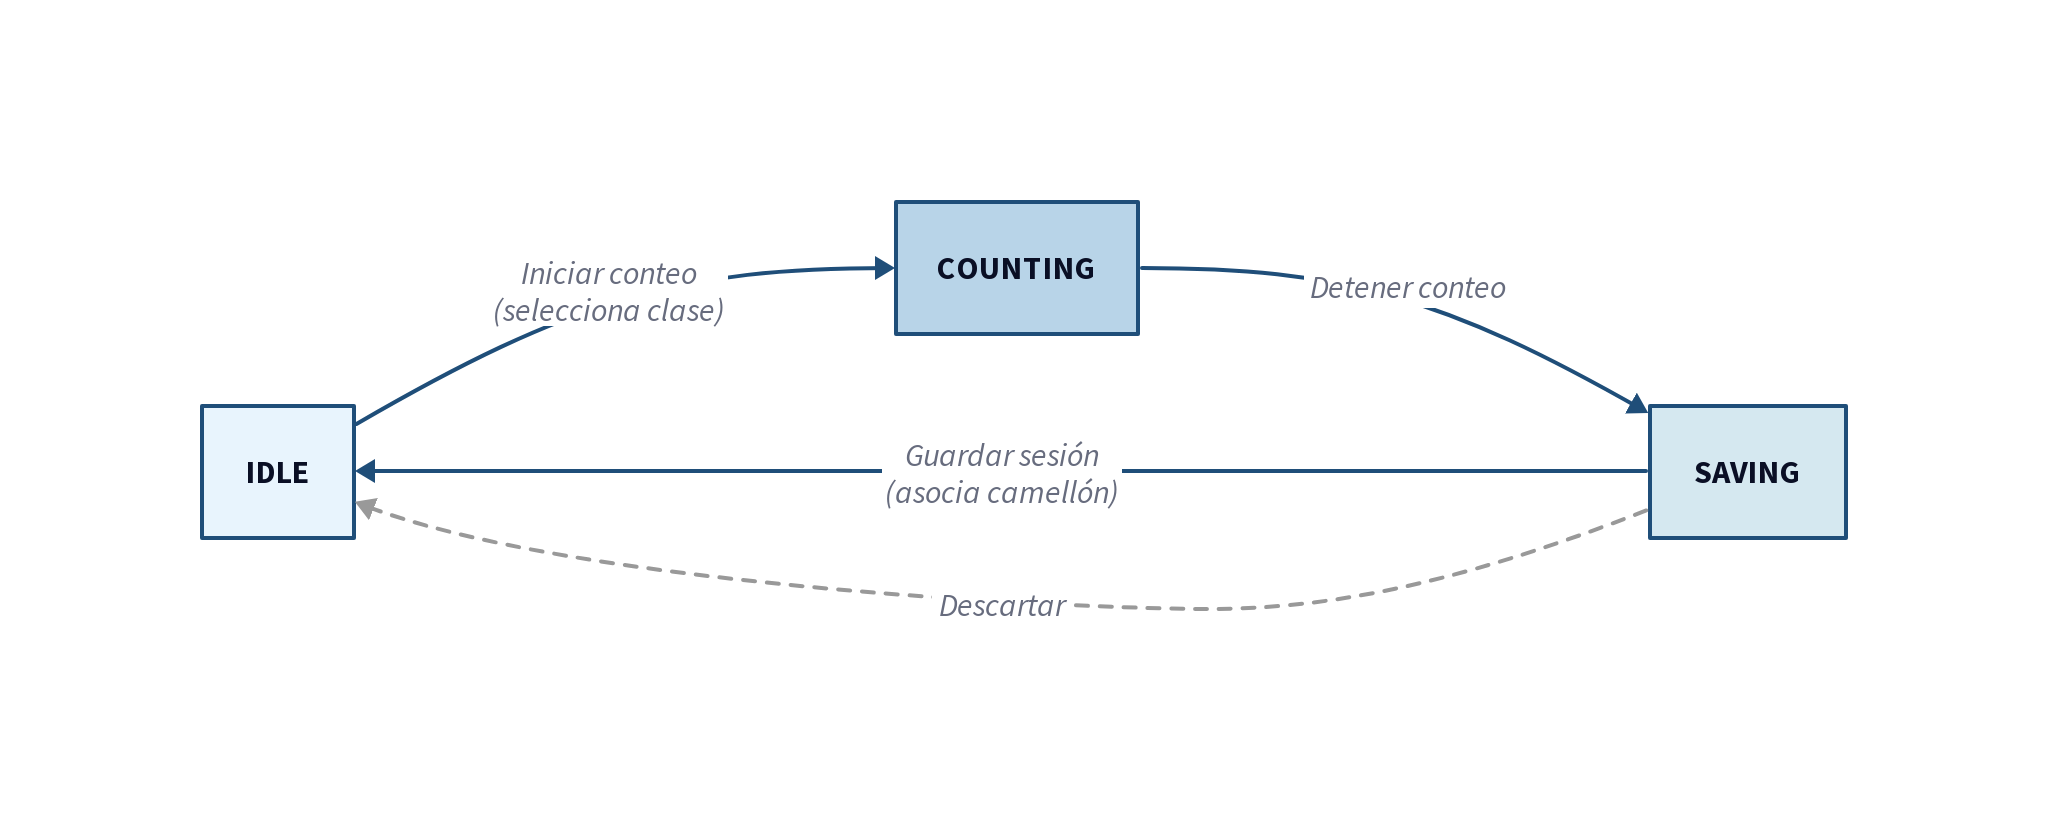 COUNTING
Iniciar conteo
(selecciona clase)
Detener conteo
IDLE
Guardar sesión
(asocia camellón)
SAVING
Descartar